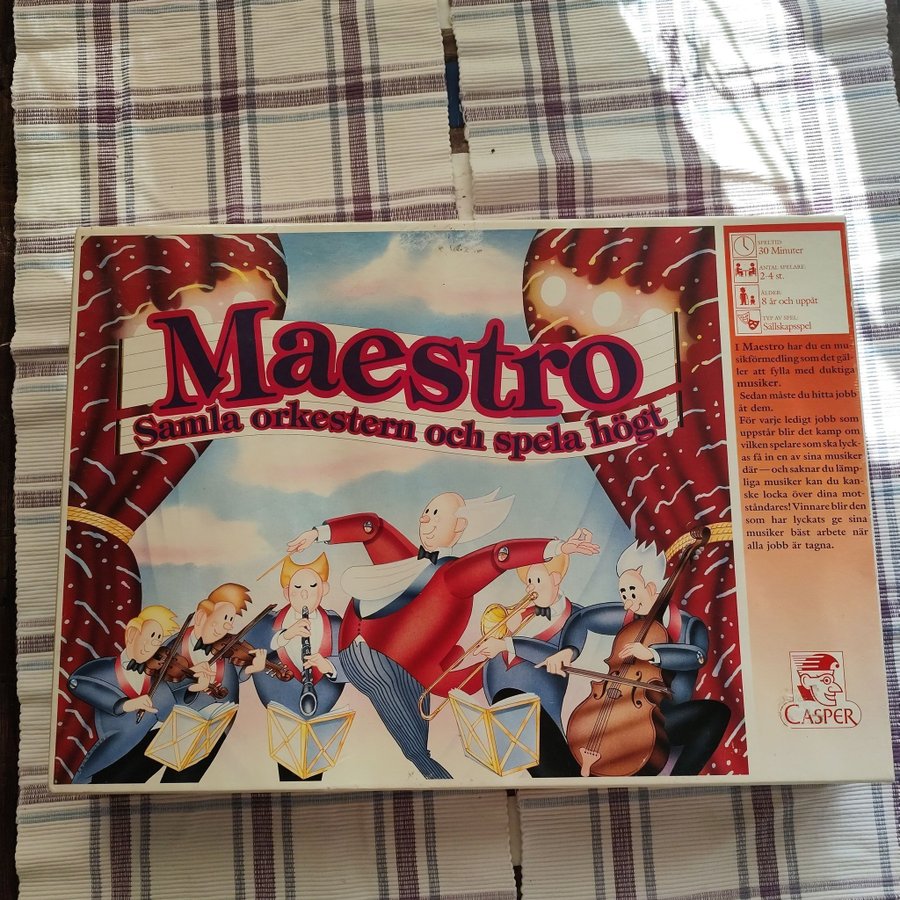 Maestro
Samla orkestern och spela högt
SPELTID:
30 Minuter
ANTAL SPELARE:
2-4 st.
ÅLDER:
8 år och uppåt
TYP AV SPEL:
Sällskapsspel
I Maestro har du en mu-
sikförmedling som det gäl-
ler att fylla med duktiga
musiker.
Sedan måste du hitta jobb
åt dem.
För varje ledigt jobb som
uppstår blir det kamp om
vilken spelare som ska lyck-
as få in en av sina musiker
där — och saknar du lämp-
liga musiker kan du kan-
ske locka över dina mot-
ståndares! Vinnare blir den
som har lyckats ge sina
musiker bäst arbete när
alla jobb är tagna.
CASPER